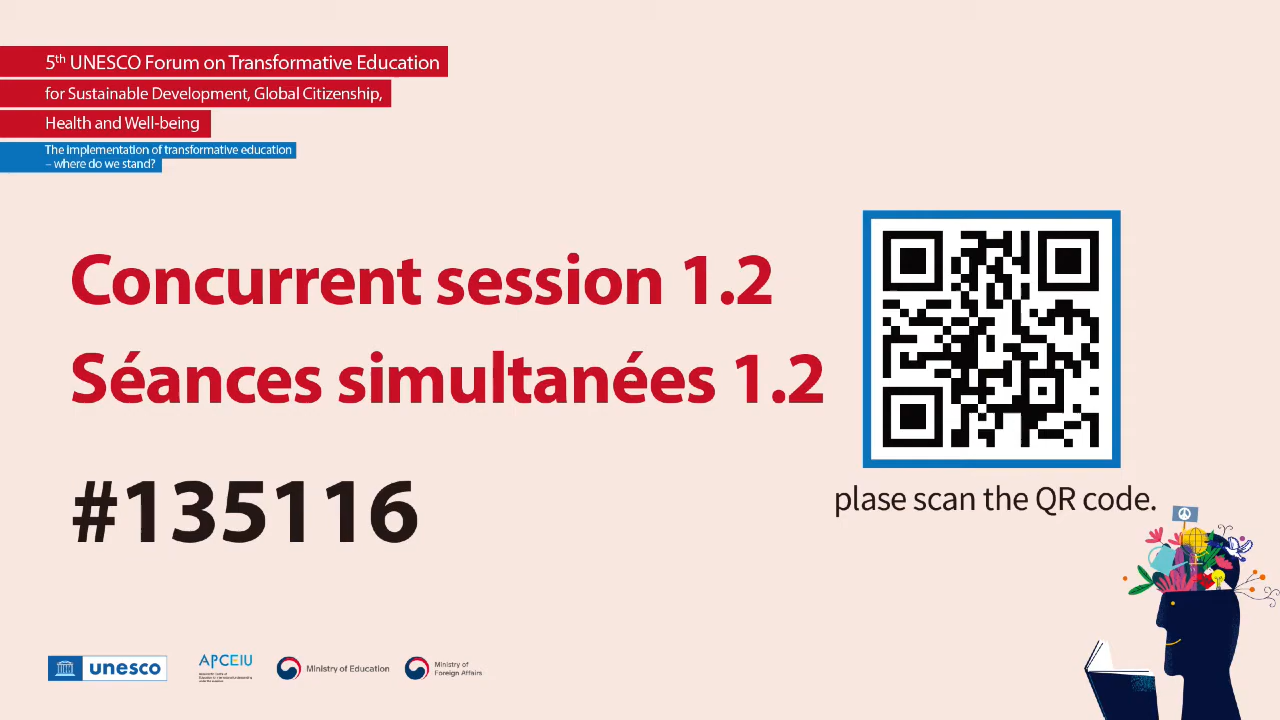 5th UNESCO Forum on Transformative Education
for Sustainable Development, Global Citizenship,
Health and Well-being
The implementation of transformative education
– where do we stand?
Concurrent session 1.2
Séances simultanées 1.2
#135116
plase scan the QR code.
unesco
APCEIU
Ministry of Education
Ministry of
Foreign Affairs